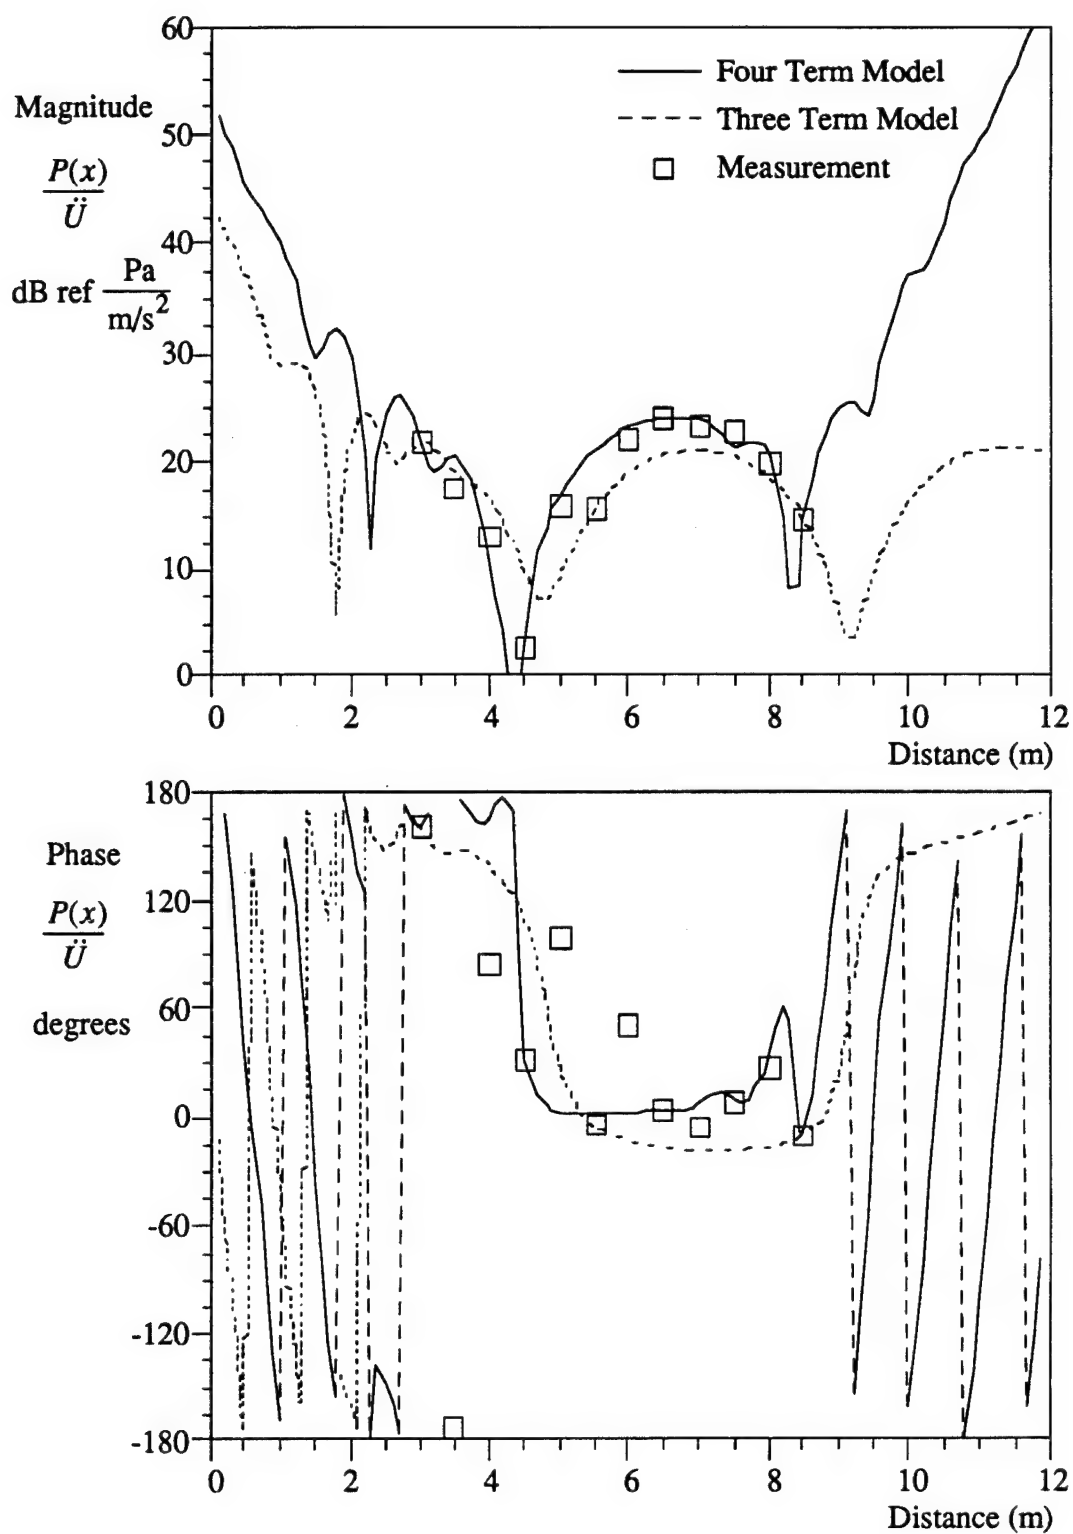 60
50
40
30
20
10
0
Magnitude
P(x)
Ü
dB ref Pa
m/s²
Four Term Model
Three Term Model
Measurement
0 2 4 6 8 10 12
Distance (m)
180
120
60
0
-60
-120
-180
Phase
P(x)
Ü
degrees
0 2 4 6 8 10 12
Distance (m)